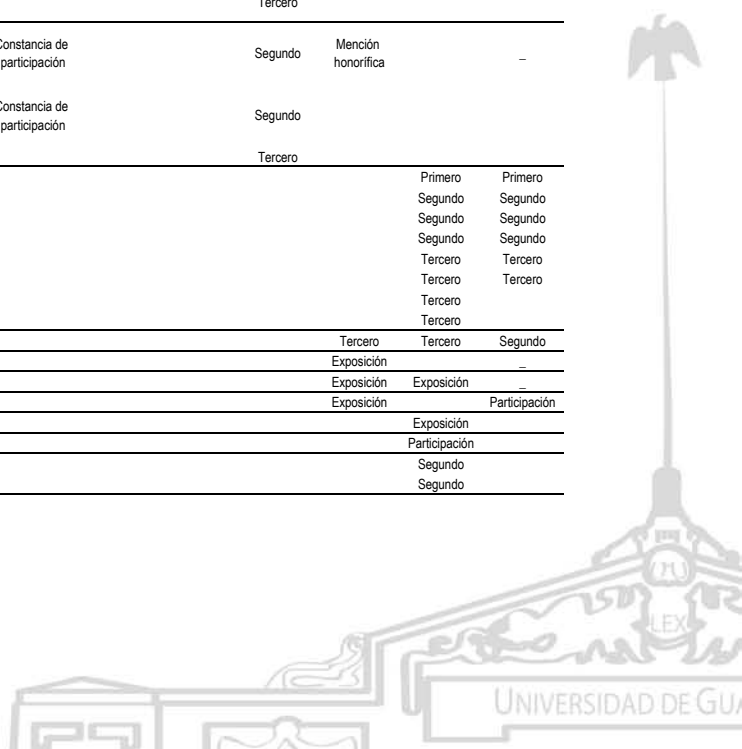 Tercero
Constancia de participación Segundo Mención honorífica _
Constancia de participación Segundo
Tercero
Primero Primero
Segundo Segundo
Segundo Segundo
Segundo Segundo
Tercero Tercero
Tercero Tercero
Tercero
Tercero
Tercero Tercero Segundo
Exposición _
Exposición Exposición _
Exposición Participación
Exposición
Participación
Segundo
Segundo
LEX
UNIVERSIDAD DE GUA